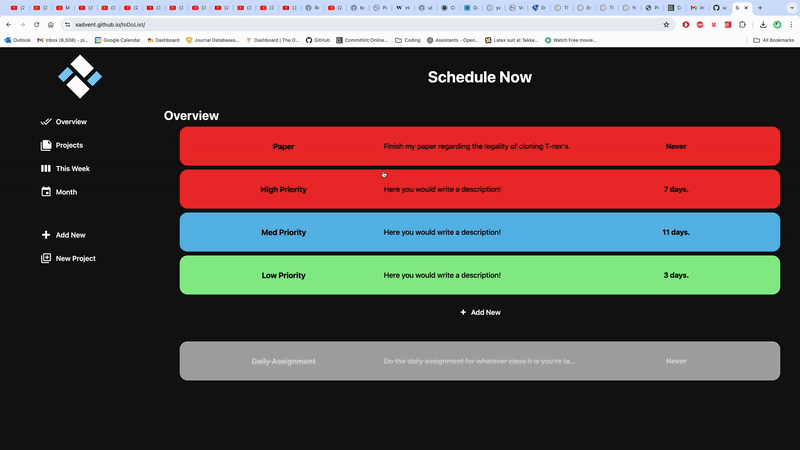 xadvent.github.io/toDoList/
Outlook
Inbox (8,508) – pi...
Google Calendar
Dashboard
Journal Databases...
Dashboard | The O...
GitHub
Commitlint Online...
Coding
Assistants - Open...
Latex suit at Tekke...
Watch Free movie...
All Bookmarks
Schedule Now
Overview
Projects
This Week
Month
Add New
New Project
Overview
Paper Finish my paper regarding the legality of cloning T-rex's. Never
High Priority Here you would write a description! 7 days.
Med Priority Here you would write a description! 11 days.
Low Priority Here you would write a description! 3 days.
Add New
Daily Assignment Do the daily assignment for whatever class it is you're ta... Never